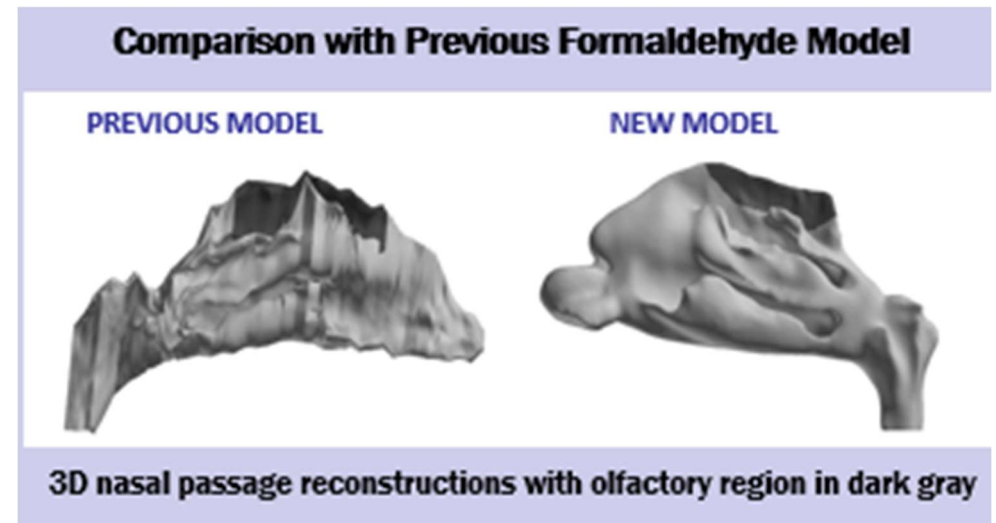 Comparison with Previous Formaldehyde Model
PREVIOUS MODEL
NEW MODEL
3D nasal passage reconstructions with olfactory region in dark gray